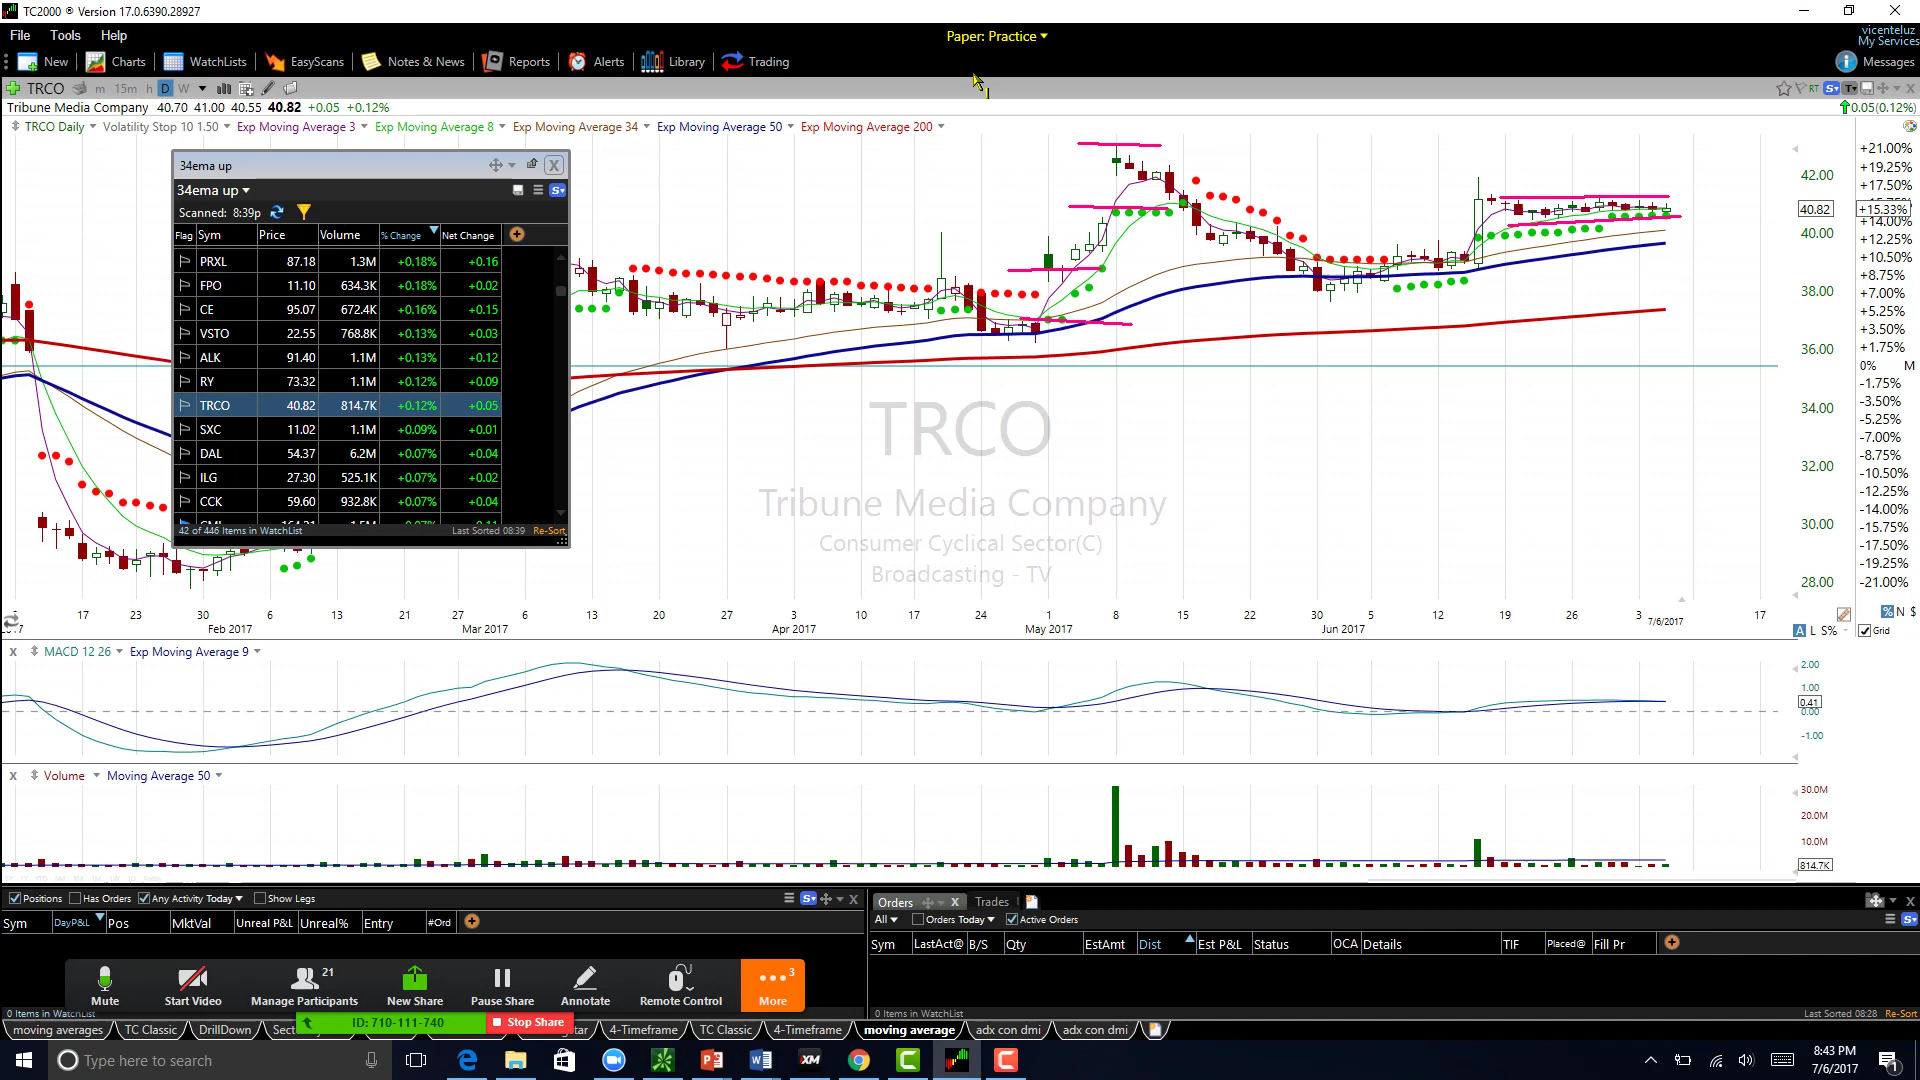 TC2000 ® Version 17.0.6390.28927
File Tools Help
Paper: Practice
vicenteluz
My Services
New Charts WatchLists EasyScans Notes & News Reports Alerts Library Trading
Messages
TRCO m 15m h D W
RT
Tribune Media Company 40.70 41.00 40.55 40.82 +0.05 +0.12%
0.05(0.12%)
TRCO Daily Volatility Stop 10 1.50 Exp Moving Average 3 Exp Moving Average 8 Exp Moving Average 34 Exp Moving Average 50 Exp Moving Average 200
34ema up
34ema up
Scanned: 8:39p
Flag Sym Price Volume % Change Net Change
PRXL 87.18 1.3M +0.18% +0.16
FPO 11.10 634.3K +0.18% +0.02
CE 95.07 672.4K +0.16% +0.15
VSTO 22.55 768.8K +0.13% +0.03
ALK 91.40 1.1M +0.13% +0.12
RY 73.32 1.1M +0.12% +0.09
TRCO 40.82 814.7K +0.12% +0.05
SXC 11.02 1.1M +0.09% +0.01
DAL 54.37 6.2M +0.07% +0.04
ILG 27.30 525.1K +0.07% +0.02
CCK 59.60 932.8K +0.07% +0.04
42 of 446 Items in WatchList Last Sorted 08:39 Re-Sort
TRCO
Tribune Media Company
Consumer Cyclical Sector(C)
Broadcasting - TV
42.00
40.82
40.00
38.00
36.00
34.00
32.00
30.00
28.00
+21.00%
+19.25%
+17.50%
+15.33%
+14.00%
+12.25%
+10.50%
+8.75%
+7.00%
+5.25%
+3.50%
+1.75%
0% M
-1.75%
-3.50%
-5.25%
-7.00%
-8.75%
-10.50%
-12.25%
-14.00%
-15.75%
-17.50%
-19.25%
-21.00%
17 23 30 6 13 21 27 6 13 20 27 3 10 17 24 1 8 15 22 30 5 12 19 26 3 7/6/2017 17
Feb 2017 Mar 2017 Apr 2017 May 2017 Jun 2017
% N $
A L S% Grid
MACD 12 26 Exp Moving Average 9
2.00
1.00
0.41
0.00
-1.00
Volume Moving Average 50
30.0M
20.0M
10.0M
814.7K
Positions Has Orders Any Activity Today Show Legs
Sym DayP&L Pos MktVal Unreal P&L Unreal% Entry #Ord
Orders X Trades
All Orders Today Active Orders
Sym LastAct@ B/S Qty EstAmt Dist Est P&L Status OCA Details TIF Placed@ Fill Pr
21
3
Mute Start Video Manage Participants New Share Pause Share Annotate Remote Control More
0 Items in WatchList
0 Items in WatchList Last Sorted 08:28 Re-Sort
ID: 710-111-740 Stop Share
moving averages TC Classic DrillDown 4-Timeframe TC Classic 4-Timeframe moving average adx con dmi adx con dmi
Type here to search
XM
8:43 PM
7/6/2017
1